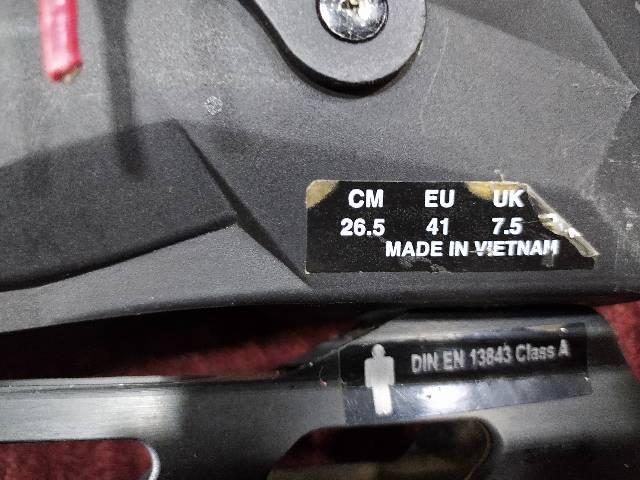 CM EU UK
26.5 41 7.5
MADE IN VIETNAM
DIN EN 13843 Class A